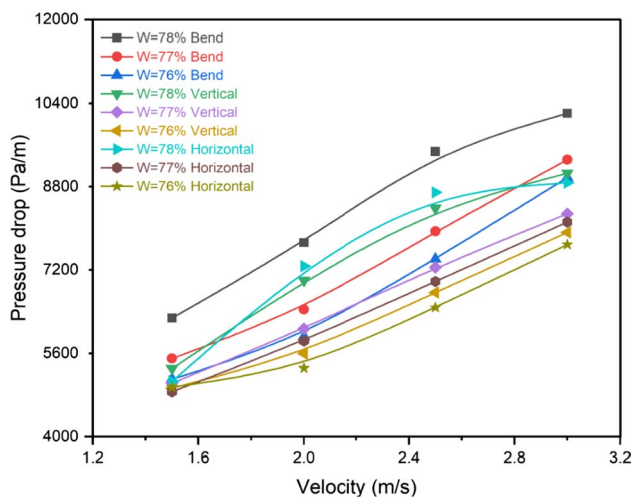 12000
10400
8800
7200
5600
4000
Pressure drop (Pa/m)
W=78% Bend
W=77% Bend
W=76% Bend
W=78% Vertical
W=77% Vertical
W=76% Vertical
W=78% Horizontal
W=77% Horizontal
W=76% Horizontal
1.2 1.6 2.0 2.4 2.8 3.2
Velocity (m/s)